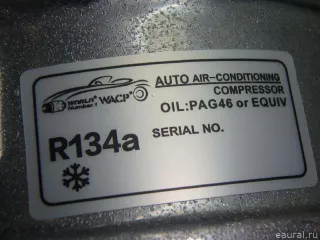 AUTO AIR-CONDITIONING
COMPRESSOR
OIL:PAG46 or EQUIV
WORLD Number 1 WACP
SERIAL NO.
R134a
© eaural.ru